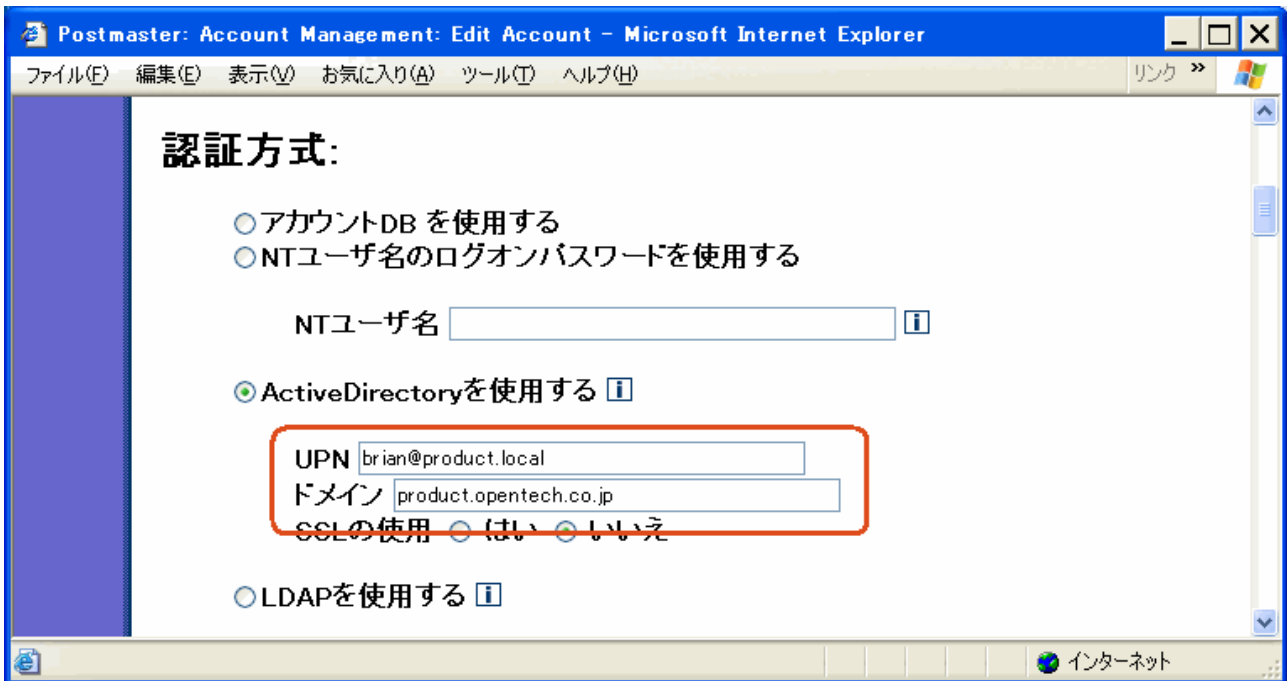 Postmaster: Account Management: Edit Account - Microsoft Internet Explorer
ファイル(F) 編集(E) 表示(V) お気に入り(A) ツール(T) ヘルプ(H) リンク »
認証方式:
アカウントDB を使用する
NTユーザ名のログオンパスワードを使用する
NTユーザ名 i
ActiveDirectoryを使用する i
UPN brian@product.local
ドメイン product.opentech.co.jp
SSLの使用 はい いいえ
LDAPを使用する i
インターネット